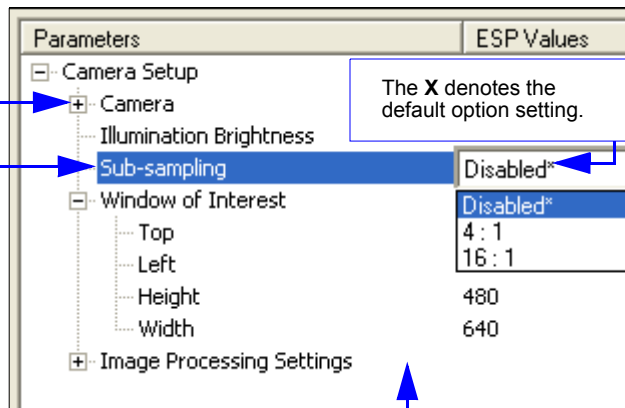 Parameters ESP Values
Camera Setup
The X denotes the
default option setting.
Camera
Illumination Brightness
Sub-sampling Disabled*
Window of Interest Disabled*
Top 4 : 1
Left 16 : 1
Height 480
Width 640
Image Processing Settings